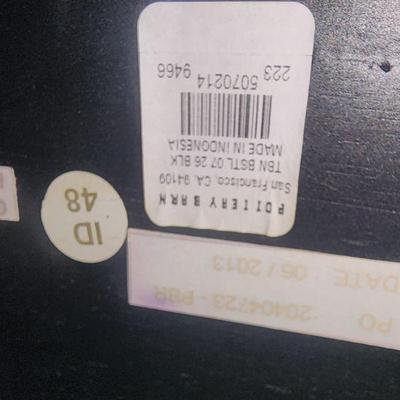 POTTERY BARN
San Francisco, CA. 94109
TBN BSTL 07 26 BLK
MADE IN INDONESIA
5070214 9466
223
ID
48
PO 20404723 - PBR
DATE 06 / 2013